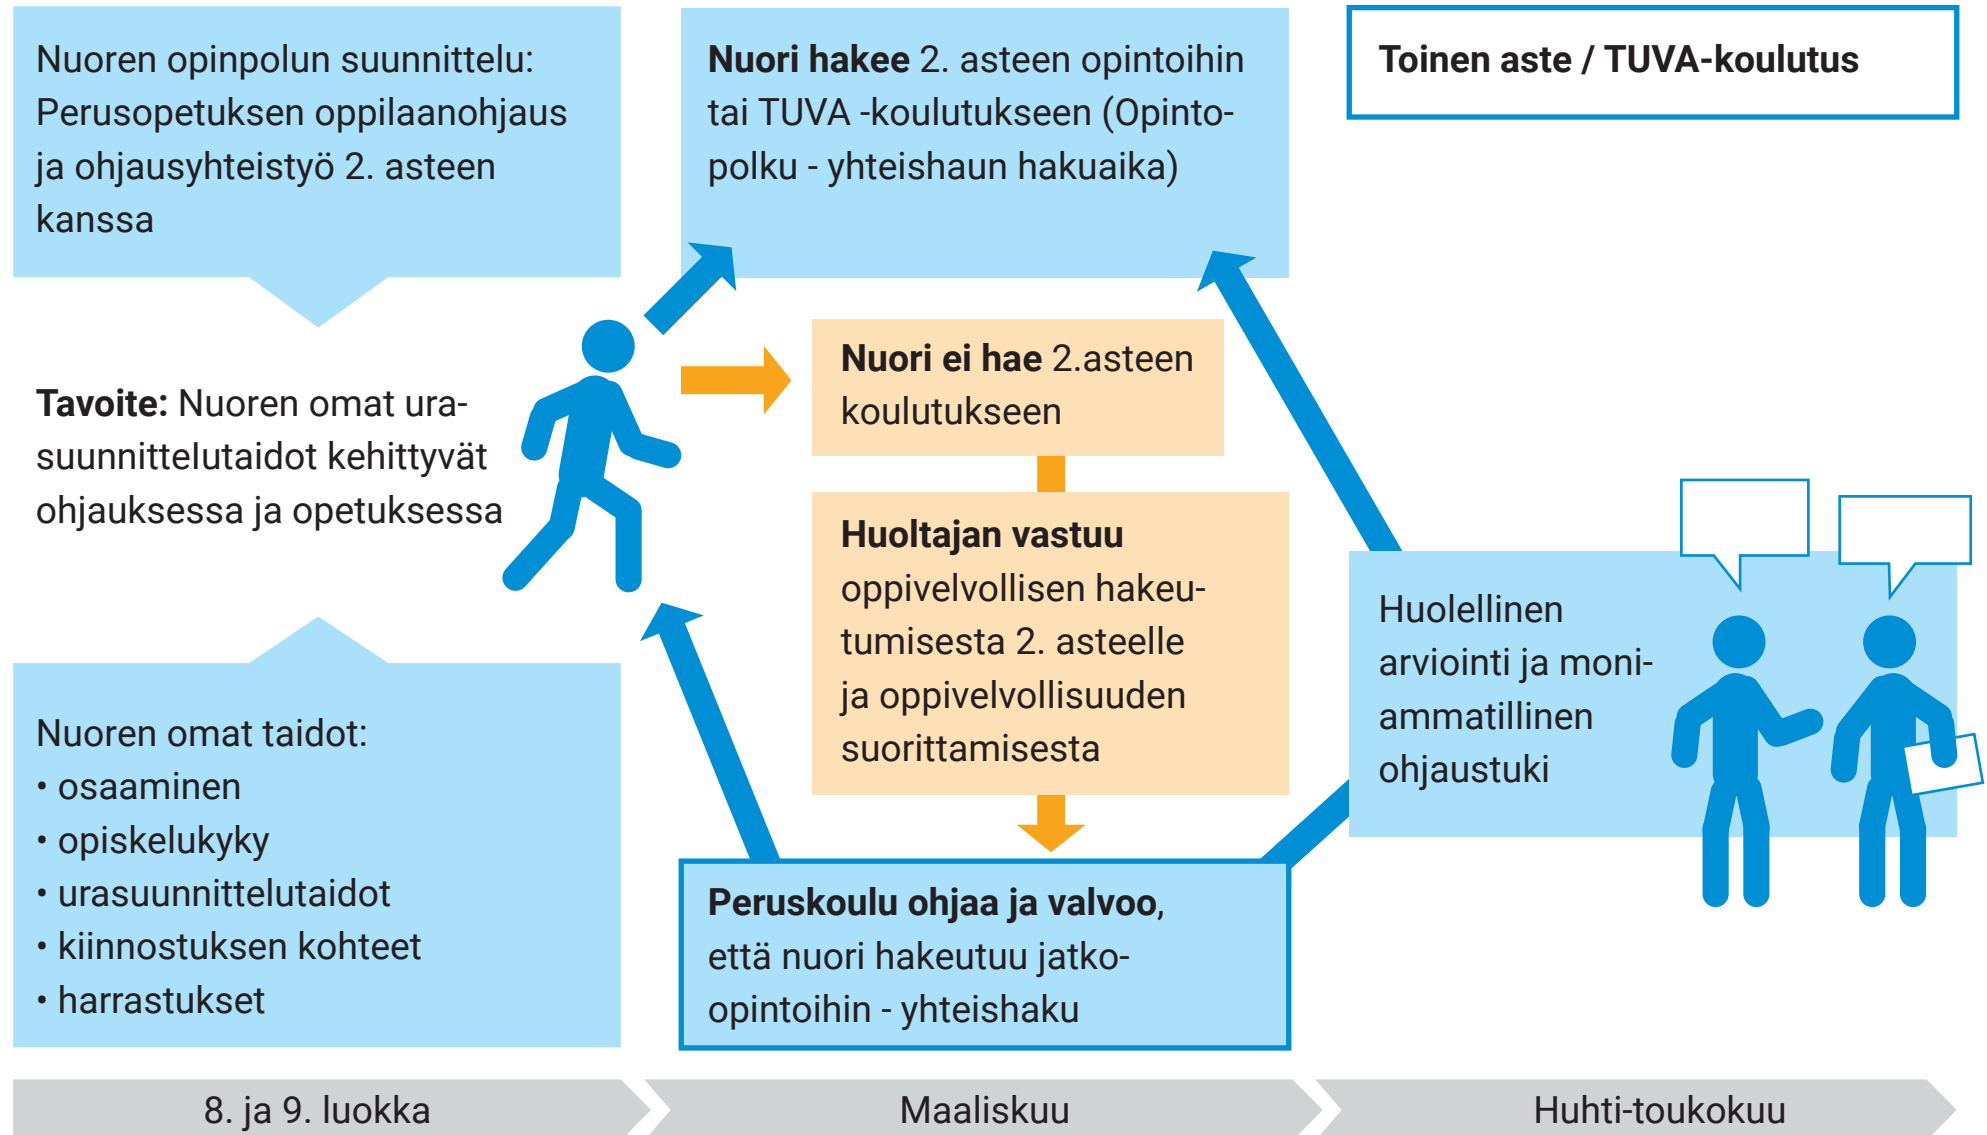 Nuoren opinpolun suunnittelu:
Perusopetuksen oppilaanohjaus
ja ohjausyhteistyö 2. asteen
kanssa
Tavoite: Nuoren omat ura-
suunnittelutaidot kehittyvät
ohjauksessa ja opetuksessa
Nuoren omat taidot:
• osaaminen
• opiskelukyky
• urasuunnittelutaidot
• kiinnostuksen kohteet
• harrastukset
Nuori hakee 2. asteen opintoihin
tai TUVA -koulutukseen (Opinto-
polku - yhteishaun hakuaika)
Nuori ei hae 2.asteen
koulutukseen
Huoltajan vastuu
oppivelvollisen hakeu-
tumisesta 2. asteelle
ja oppivelvollisuuden
suorittamisesta
Peruskoulu ohjaa ja valvoo,
että nuori hakeutuu jatko-
opintoihin - yhteishaku
Toinen aste / TUVA-koulutus
Huolellinen
arviointi ja moni-
ammatillinen
ohjaustuki
8. ja 9. luokka
Maaliskuu
Huhti-toukokuu